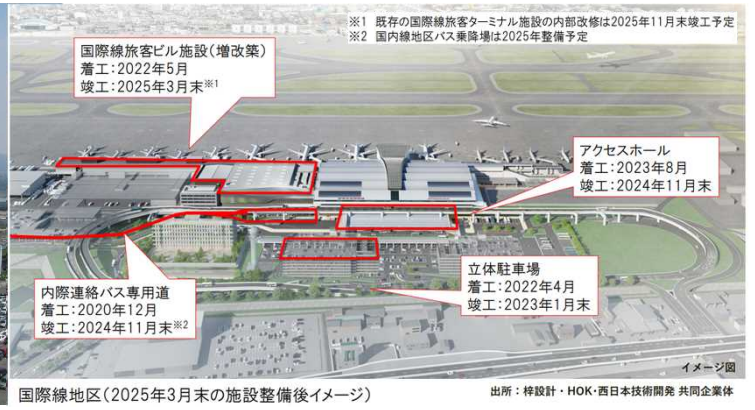 ※1 既存の国際線旅客ターミナル施設の内部改修は2025年11月末竣工予定
※2 国内線地区バス乗降場は2025年整備予定
国際線旅客ビル施設(増改築)
着工:2022年5月
竣工:2025年3月末※1
アクセスホール
着工:2023年8月
竣工:2024年11月末
内際連絡バス専用道
着工:2020年12月
竣工:2024年11月末※2
立体駐車場
着工:2022年4月
竣工:2023年1月末
イメージ図
国際線地区(2025年3月末の施設整備後イメージ)
出所:梓設計・HOK・西日本技術開発 共同企業体